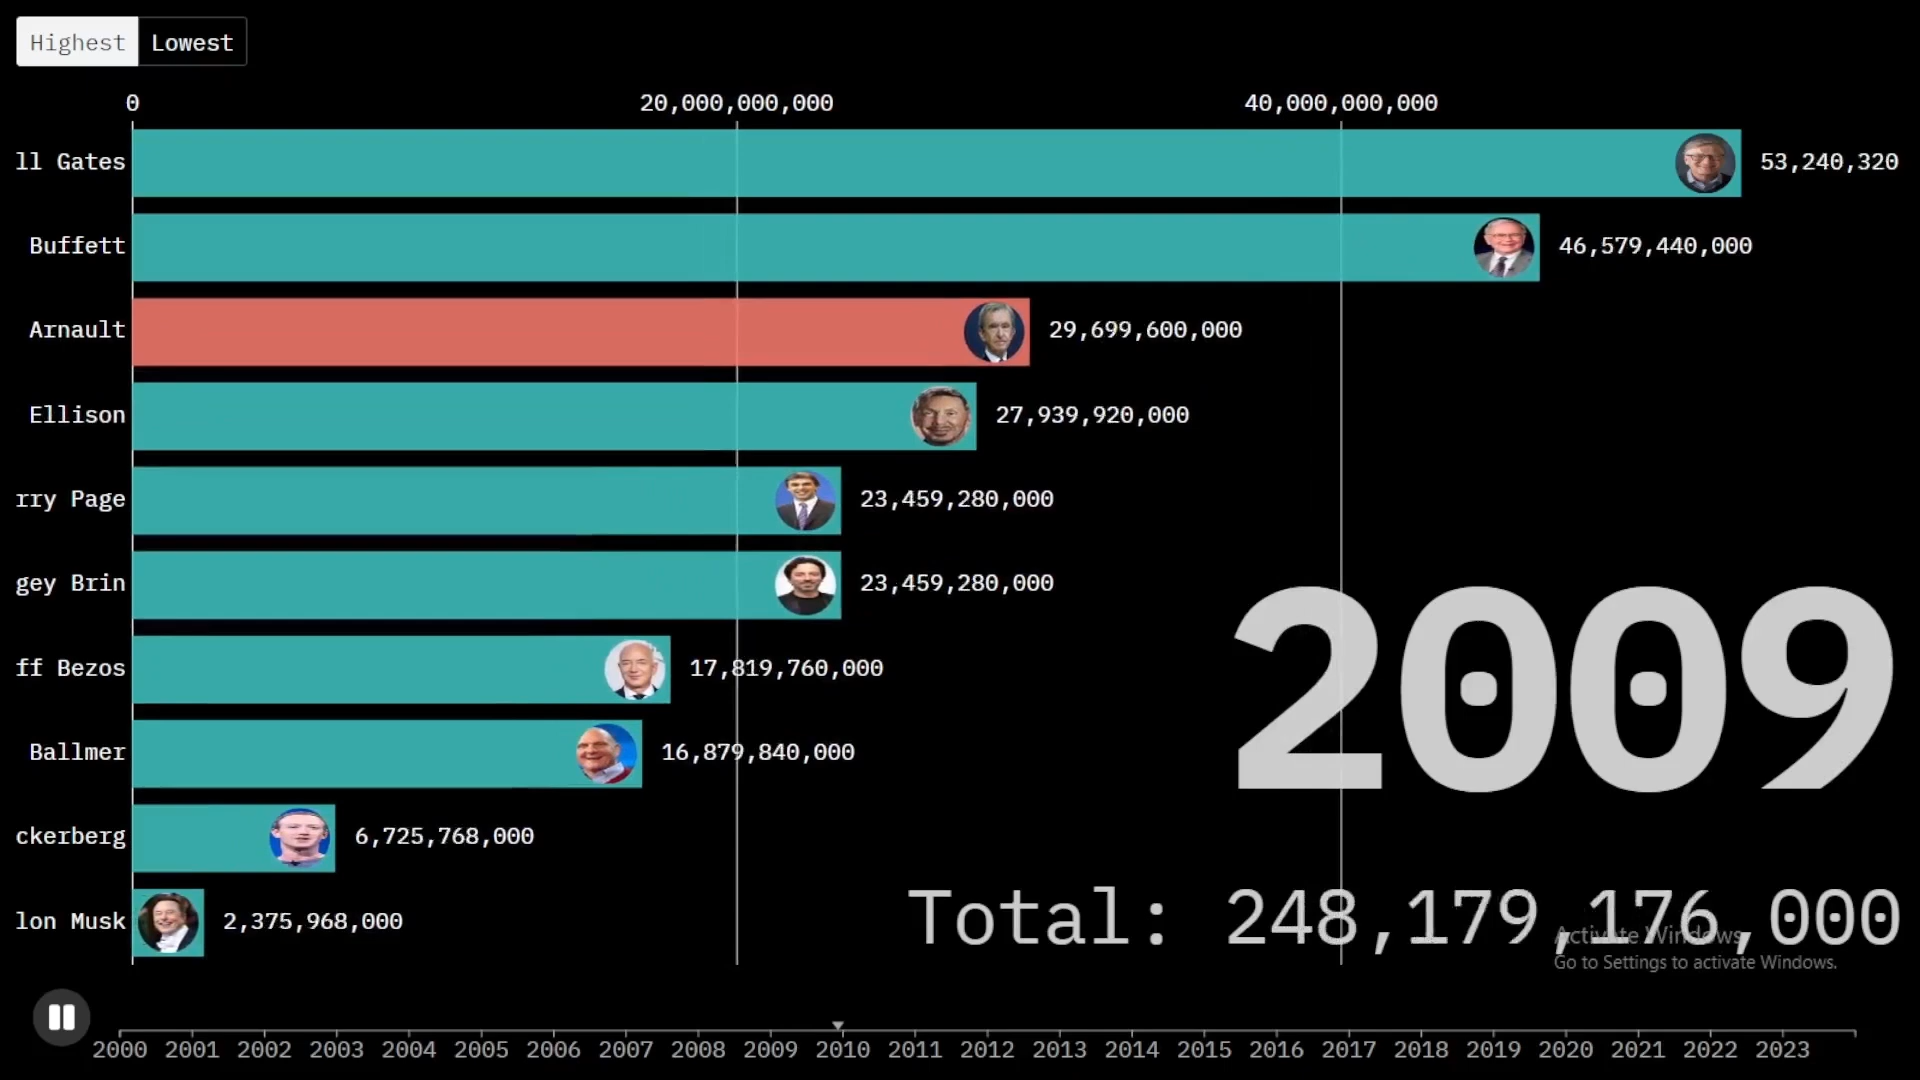 Highest Lowest
0 20,000,000,000 40,000,000,000
ll Gates 53,240,320
Buffett 46,579,440,000
Arnault 29,699,600,000
Ellison 27,939,920,000
rry Page 23,459,280,000
gey Brin 23,459,280,000
ff Bezos 17,819,760,000
Ballmer 16,879,840,000
ckerberg 6,725,768,000
lon Musk 2,375,968,000
2009
Total: 248,179,176,000
Activate Windows
Go to Settings to activate Windows.
2000 2001 2002 2003 2004 2005 2006 2007 2008 2009 2010 2011 2012 2013 2014 2015 2016 2017 2018 2019 2020 2021 2022 2023